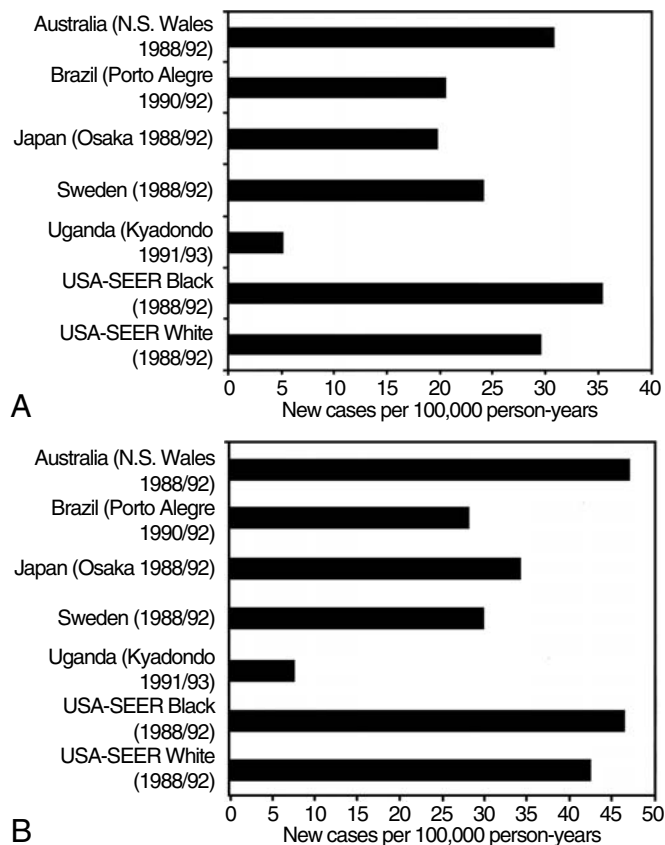 Australia (N.S. Wales
1988/92)
Brazil (Porto Alegre
1990/92)
Japan (Osaka 1988/92)
Sweden (1988/92)
Uganda (Kyadondo
1991/93)
USA-SEER Black
(1988/92)
USA-SEER White
(1988/92)
0 5 10 15 20 25 30 35 40
A New cases per 100,000 person-years
Australia (N.S. Wales
1988/92)
Brazil (Porto Alegre
1990/92)
Japan (Osaka 1988/92)
Sweden (1988/92)
Uganda (Kyadondo
1991/93)
USA-SEER Black
(1988/92)
USA-SEER White
(1988/92)
0 5 10 15 20 25 30 35 40 45 50
B New cases per 100,000 person-years